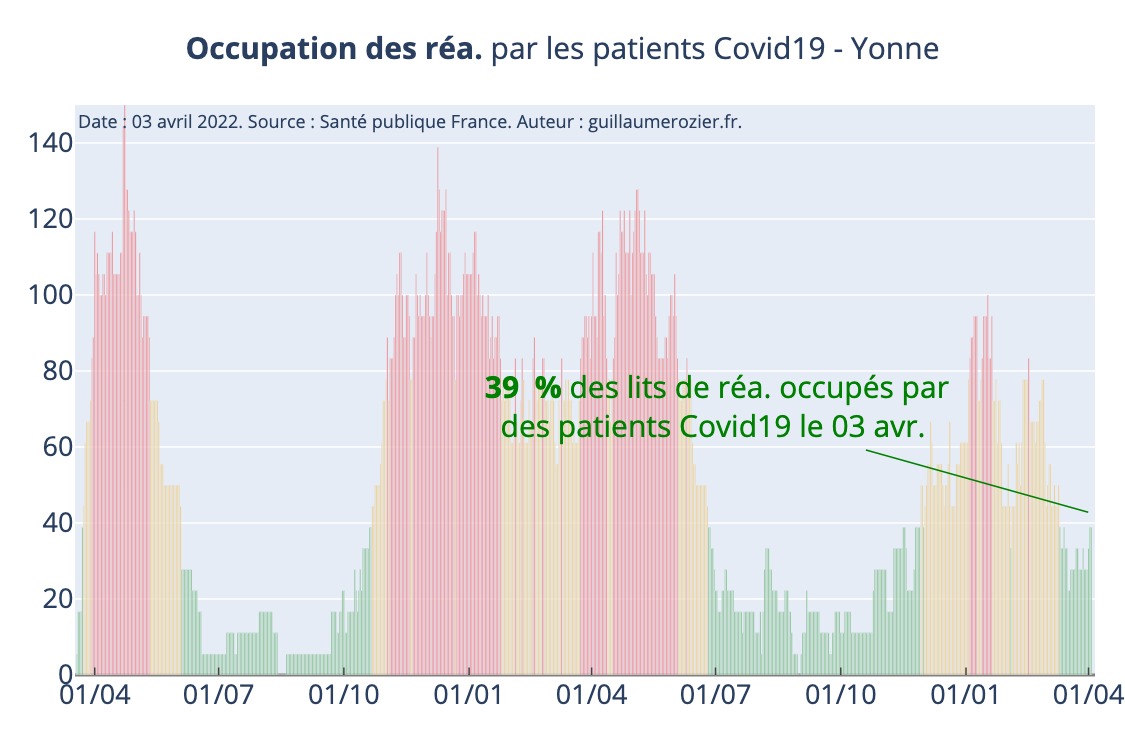 Occupation des réa. par les patients Covid19 - Yonne
Date : 03 avril 2022. Source : Santé publique France. Auteur : guillaumerozier.fr.
140
120
100
80
39 % des lits de réa. occupés par
des patients Covid19 le 03 avr.
60
40
20
0
01/04 01/07 01/10 01/01 01/04 01/07 01/10 01/01 01/04